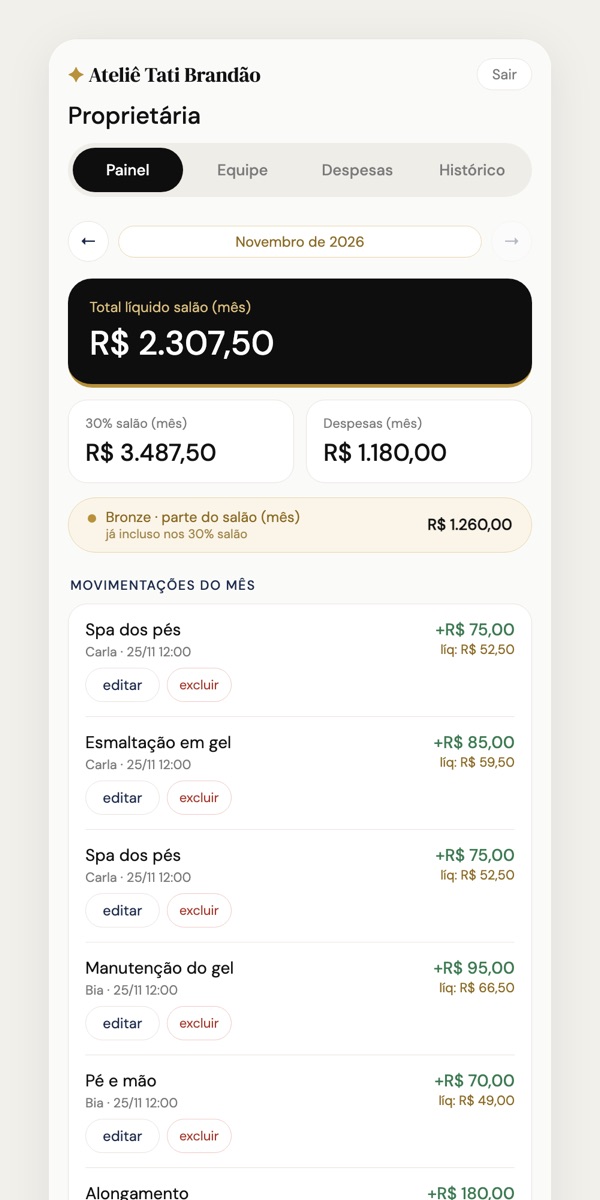 ✦ Ateliê Tati Brandão
Sair
Proprietária
Painel
Equipe
Despesas
Histórico
←
Novembro de 2026
→
Total líquido salão (mês)
R$ 2.307,50
30% salão (mês)
R$ 3.487,50
Despesas (mês)
R$ 1.180,00
Bronze · parte do salão (mês)
já incluso nos 30% salão
R$ 1.260,00
MOVIMENTAÇÕES DO MÊS
Spa dos pés
+R$ 75,00
Carla · 25/11 12:00
líq: R$ 52,50
editar
excluir
Esmaltação em gel
+R$ 85,00
Carla · 25/11 12:00
líq: R$ 59,50
editar
excluir
Spa dos pés
+R$ 75,00
Carla · 25/11 12:00
líq: R$ 52,50
editar
excluir
Manutenção do gel
+R$ 95,00
Bia · 25/11 12:00
líq: R$ 66,50
editar
excluir
Pé e mão
+R$ 70,00
Bia · 25/11 12:00
líq: R$ 49,00
editar
excluir
Alongamento
+R$ 180,00